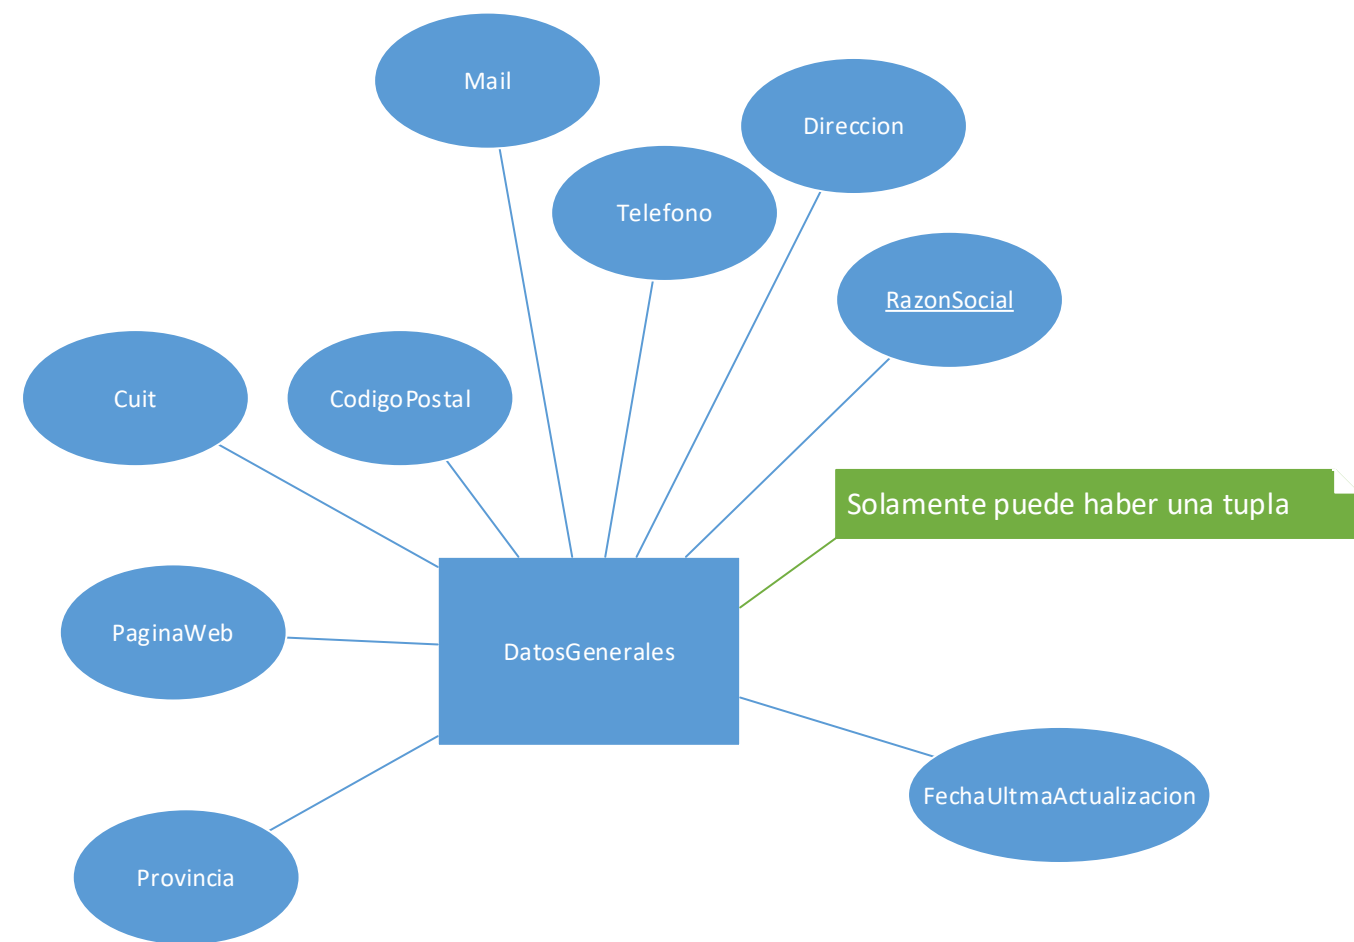 Mail
Direccion
Telefono
RazonSocial
Cuit
CodigoPostal
Solamente puede haber una tupla
PaginaWeb
DatosGenerales
FechaUltmaActualizacion
Provincia